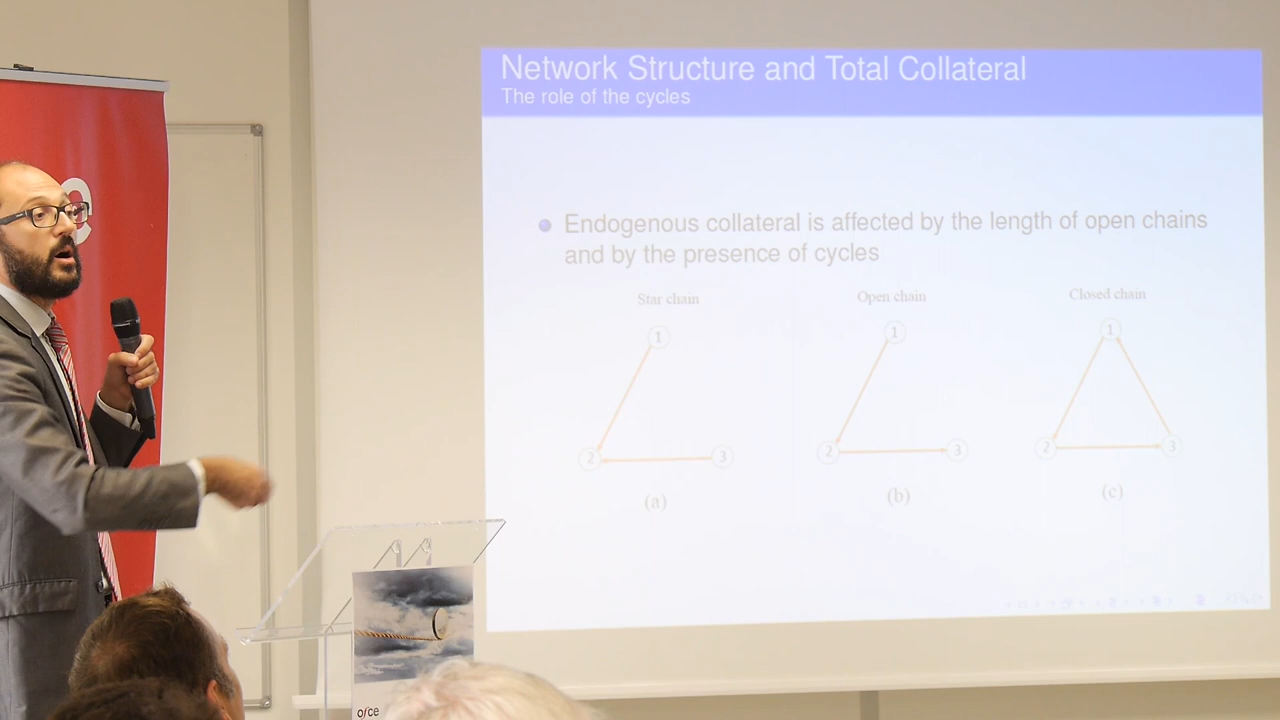 Network Structure and Total Collateral
The role of the cycles
Endogenous collateral is affected by the length of open chains
and by the presence of cycles
Star chain
Open chain
Closed chain
1
1
1
2
3
2
3
2
3
(a)
(b)
(c)
ofce